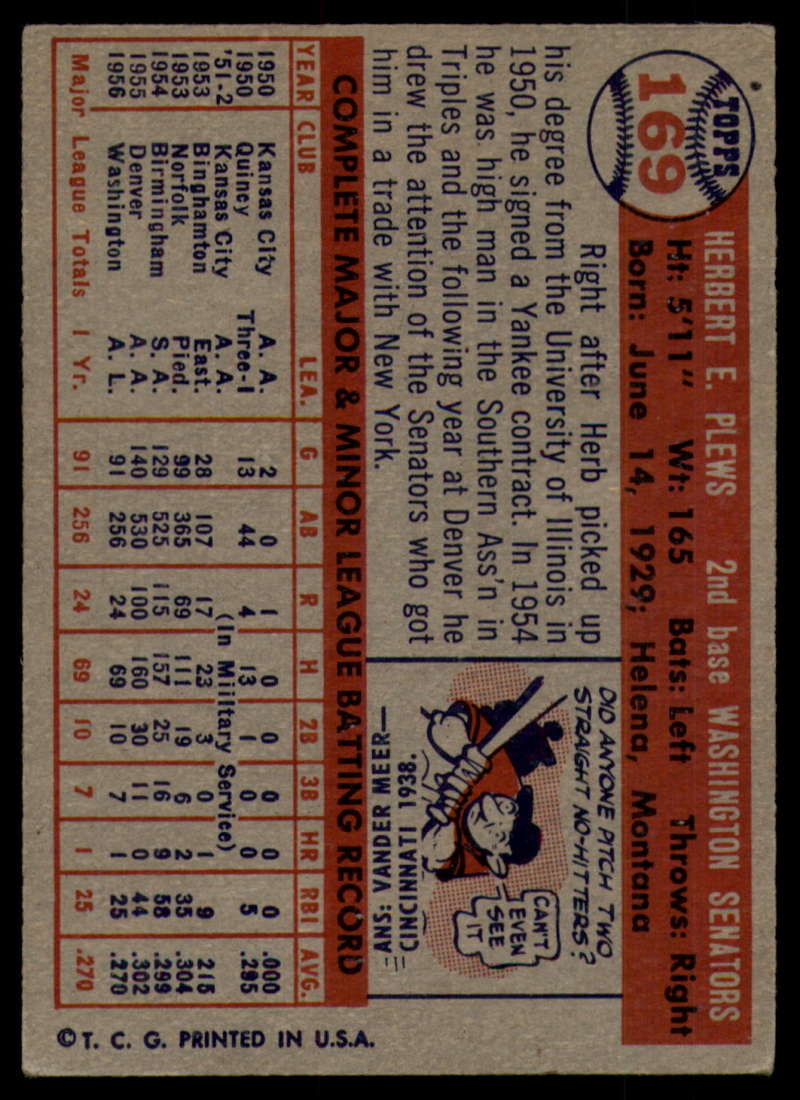 TOPPS
169
HERBERT E. PLEWS 2nd base WASHINGTON SENATORS
Ht: 5'11" Wt: 165 Bats: Left Throws: Right
Born: June 14, 1929; Helena, Montana
Right after Herb picked up
his degree from the University of Illinois in
1950, he signed a Yankee contract. In 1954
he was high man in the Southern Ass'n in
Triples and the following year at Denver he
drew the attention of the Senators who got
him in a trade with New York.
DID ANYONE PITCH TWO
STRAIGHT NO-HITTERS?
CAN'T
EVEN
SEE
IT
ANS: VANDER MEER—
CINCINNATI 1938.
COMPLETE MAJOR & MINOR LEAGUE BATTING RECORD
YEAR CLUB LEA. G AB R H 2B 3B HR RBI AVG.
1950 Kansas City A. A. 2 0 1 0 0 0 0 0 .000
1950 Quincy Three-I 13 44 4 13 1 0 0 5 .295
'51-2 Kansas City A. A. (In Military Service)
1953 Binghamton East. 28 107 17 23 3 0 1 9 .215
1953 Norfolk Pied. 99 365 69 111 19 6 2 35 .304
1954 Birmingham S. A. 129 525 115 157 25 16 9 58 .299
1955 Denver A. A. 140 530 100 160 30 11 0 44 .302
1956 Washington A. L. 91 256 24 69 10 7 1 25 .270
Major League Totals 1 Yr. 91 256 24 69 10 7 1 25 .270
© T. C. G. PRINTED IN U.S.A.